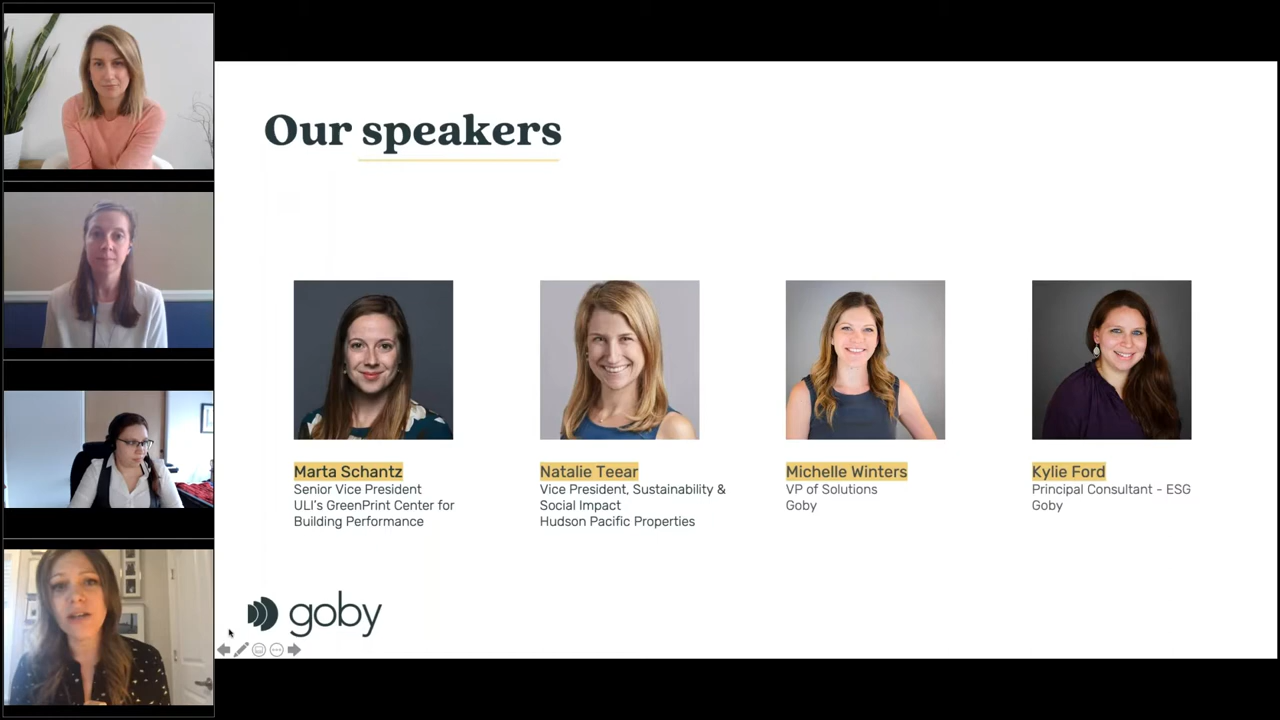 Our speakers
Marta Schantz
Senior Vice President
ULI's GreenPrint Center for
Building Performance
Natalie Teear
Vice President, Sustainability &
Social Impact
Hudson Pacific Properties
Michelle Winters
VP of Solutions
Goby
Kylie Ford
Principal Consultant - ESG
Goby
goby